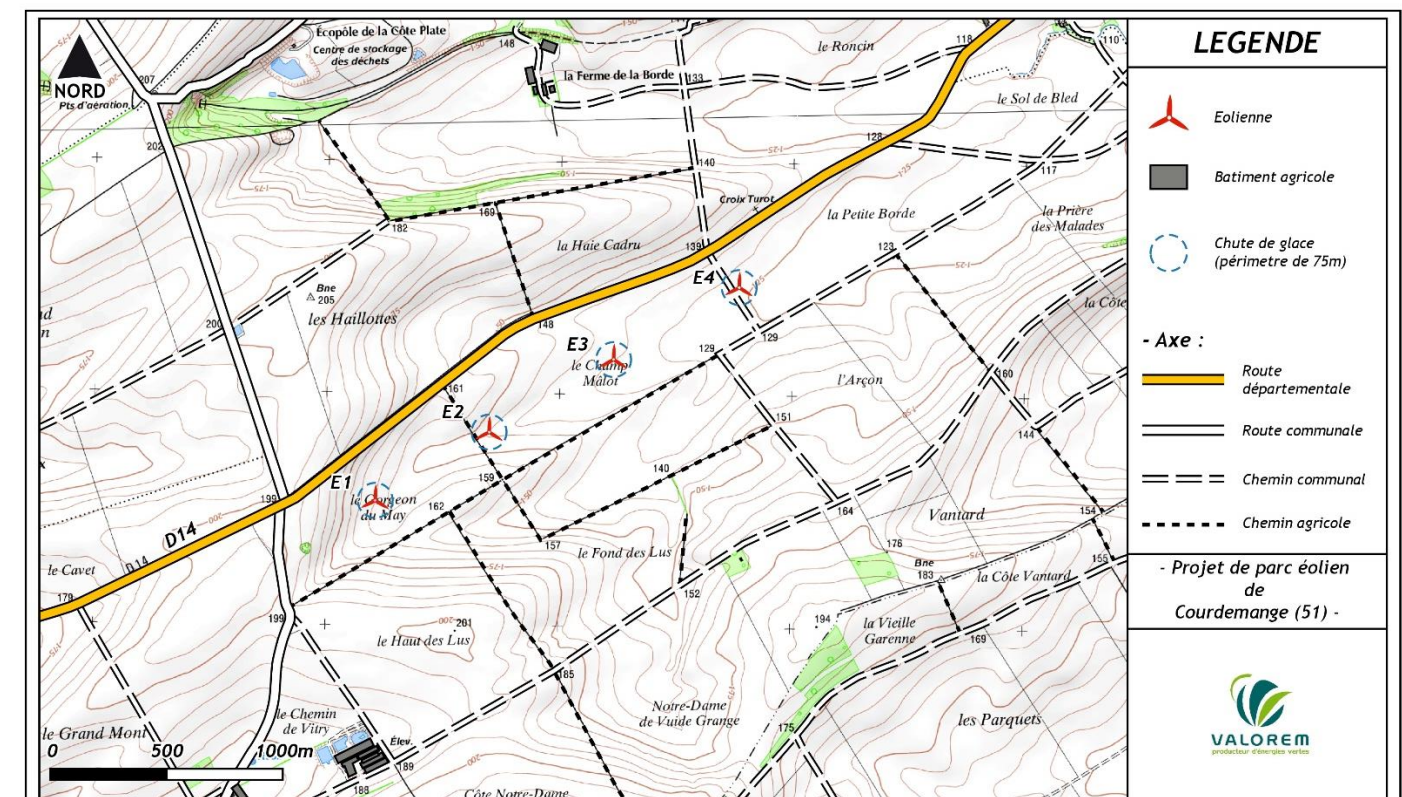 Écopôle de la Côte Plate
Centre de stockage
des déchets
148
le Roncin
118
110
NORD
Pts d'aération
207
la Ferme de la Borde
133
le Sol de Bled
202
128
140
117
Croix Turot
la Petite Borde
la Prière
des Malades
169
182
la Haie Cadru
139
123
E4
Bne
205
les Haillottes
200
148
129
129
E3
le Champ
Malot
161
l'Arçon
160
E2
151
144
159
140
E1
le Gorgeon
du May
199
162
164
Vantard
154
D14
D14
157
le Fond des Lus
176
155
le Cavet
Bne
183
la Côte Vantard
179
152
199
201
194
la Vieille
Garenne
169
le Haut des Lus
185
Notre-Dame
de Vuide Grange
175
les Parquets
le Chemin
de Vitry
le Grand Mont
Élev.
189
188
Côte Notre-Dame
0 500 1000m
LEGENDE
Eolienne
Batiment agricole
Chute de glace
(périmetre de 75m)
- Axe :
Route
départementale
Route communale
Chemin communal
Chemin agricole
- Projet de parc éolien
de
Courdemange (51) -
VALOREM
producteur d'énergies vertes